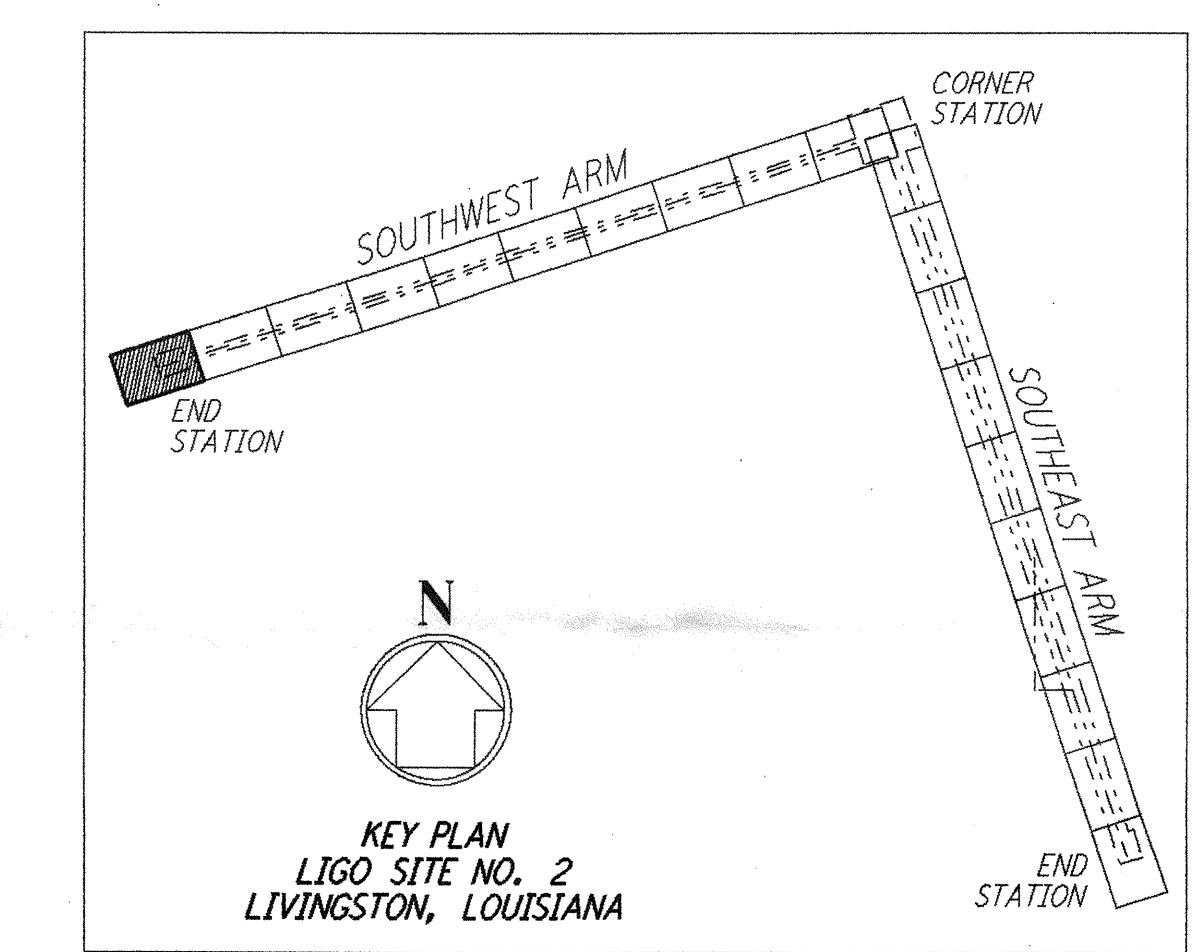 CORNER
STATION
SOUTHWEST ARM
END
STATION
SOUTHEAST ARM
N
KEY PLAN
LIGO SITE NO. 2
LIVINGSTON, LOUISIANA
END
STATION